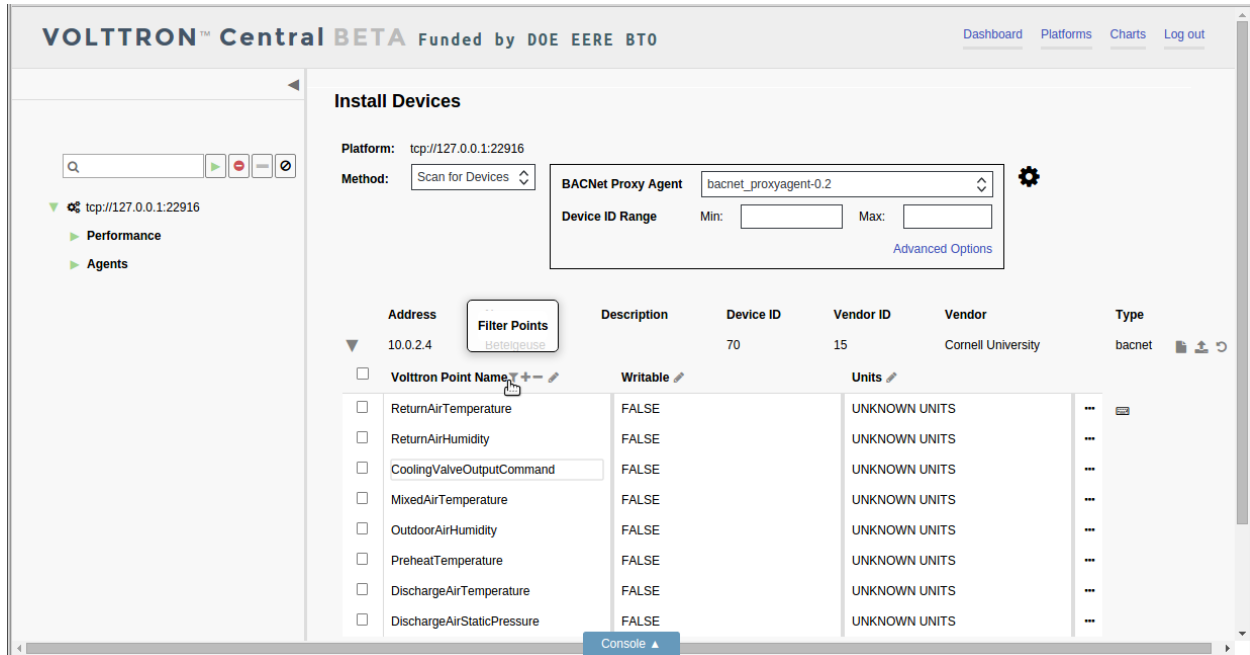 VOLTTRON™ Central BETA Funded by DOE EERE BTO
Dashboard Platforms Charts Log out
Install Devices
Platform: tcp://127.0.0.1:22916
Method: Scan for Devices
BACNet Proxy Agent bacnet_proxyagent-0.2
Device ID Range Min: Max:
Advanced Options
tcp://127.0.0.1:22916
Performance
Agents
Address Description Device ID Vendor ID Vendor Type
Filter Points
10.0.2.4 Betelgeuse 70 15 Cornell University bacnet
Volttron Point Name Writable Units
ReturnAirTemperature FALSE UNKNOWN UNITS
ReturnAirHumidity FALSE UNKNOWN UNITS
CoolingValveOutputCommand FALSE UNKNOWN UNITS
MixedAirTemperature FALSE UNKNOWN UNITS
OutdoorAirHumidity FALSE UNKNOWN UNITS
PreheatTemperature FALSE UNKNOWN UNITS
DischargeAirTemperature FALSE UNKNOWN UNITS
DischargeAirStaticPressure FALSE UNKNOWN UNITS
Console ▲